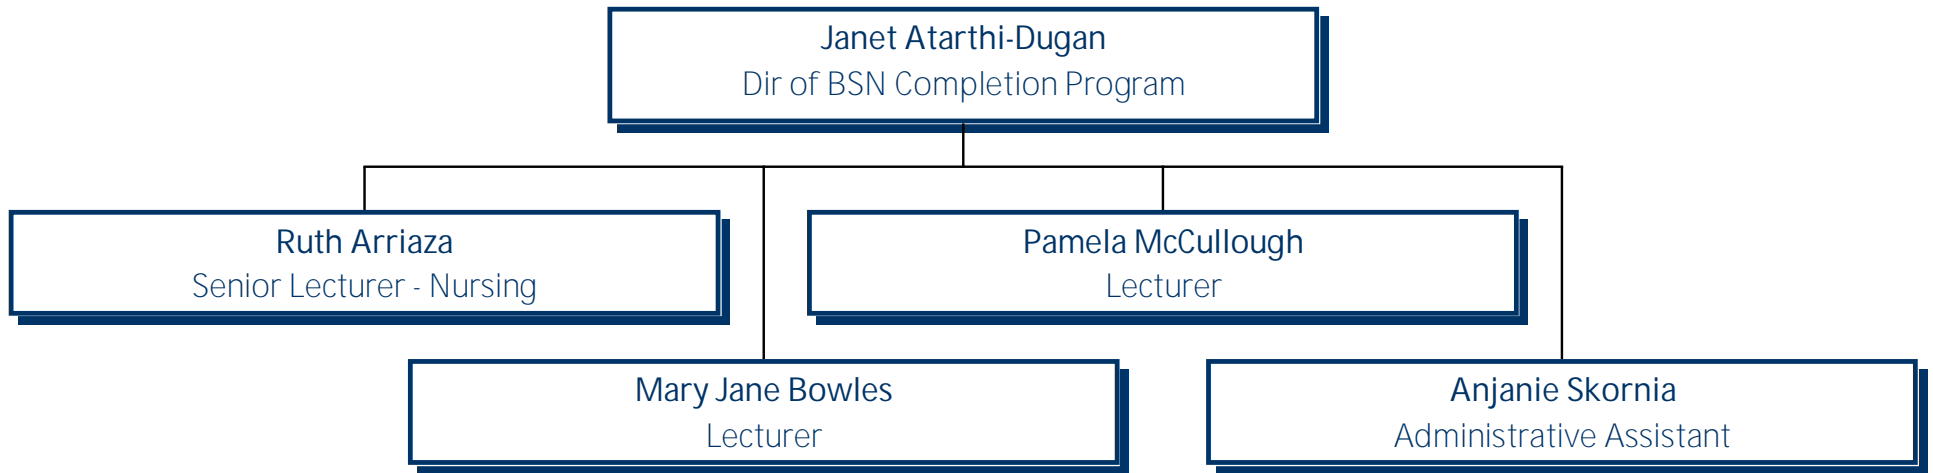 Janet Atarthi-Dugan
Dir of BSN Completion Program
Ruth Arriaza
Senior Lecturer - Nursing
Pamela McCullough
Lecturer
Mary Jane Bowles
Lecturer
Anjanie Skornia
Administrative Assistant